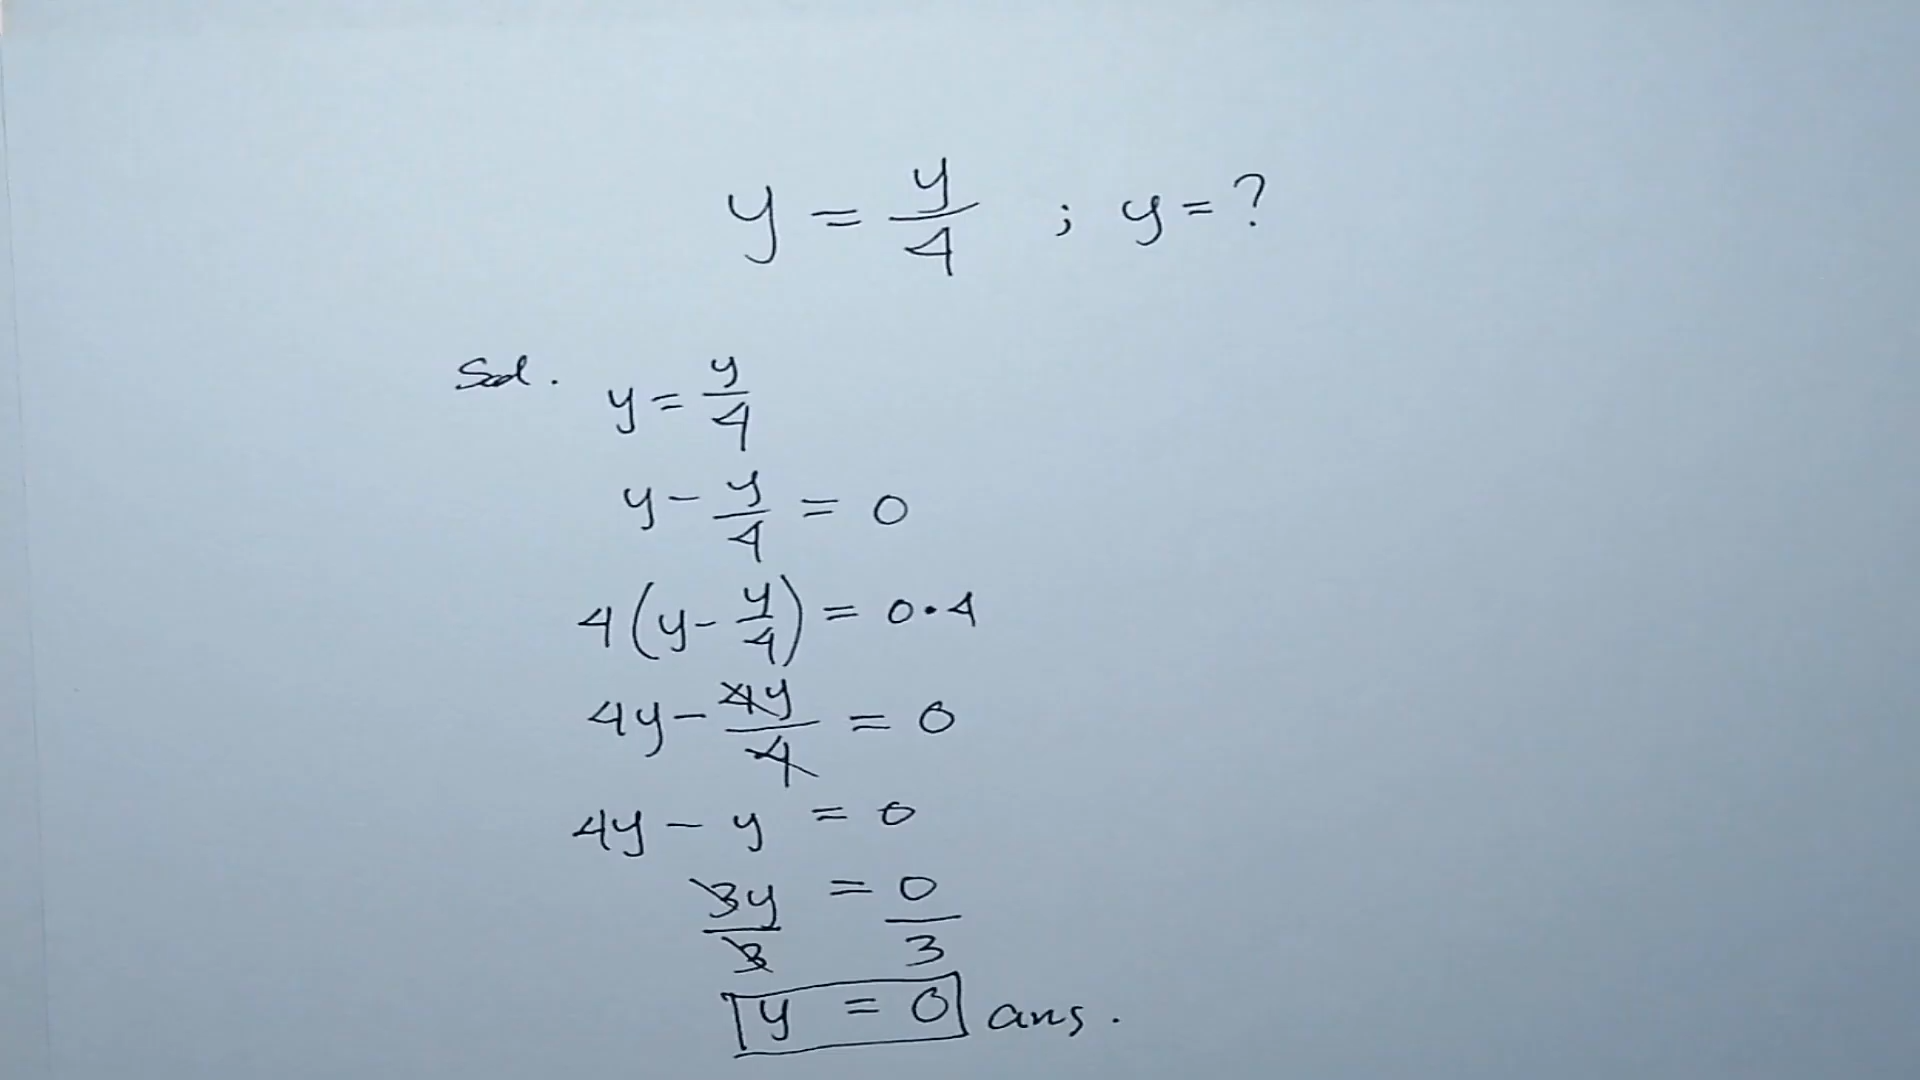 y = y/4 ; y = ?
Sol. y = y/4
y - y/4 = 0
4(y - y/4) = 0·4
4y - 4y/4 = 0
4y - y = 0
3y/3 = 0/3
y = 0 ans.